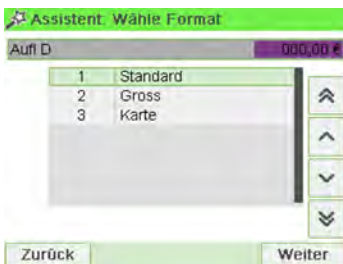 Assistent. Wähle Format
Aufl D 000,00 €
1 Standard
2 Gross
3 Karte
Zurück Weiter